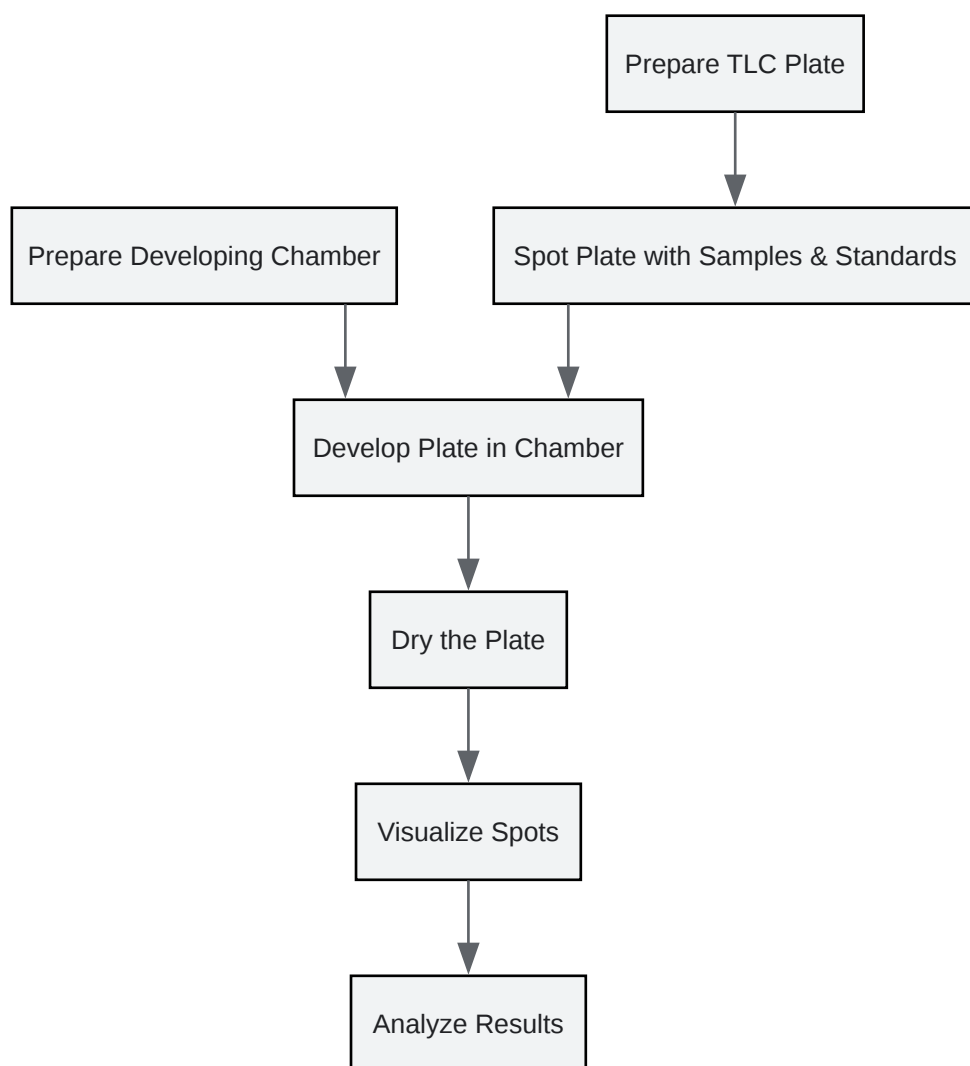 Prepare TLC Plate
Prepare Developing Chamber
Spot Plate with Samples & Standards
Develop Plate in Chamber
Dry the Plate
Visualize Spots
Analyze Results